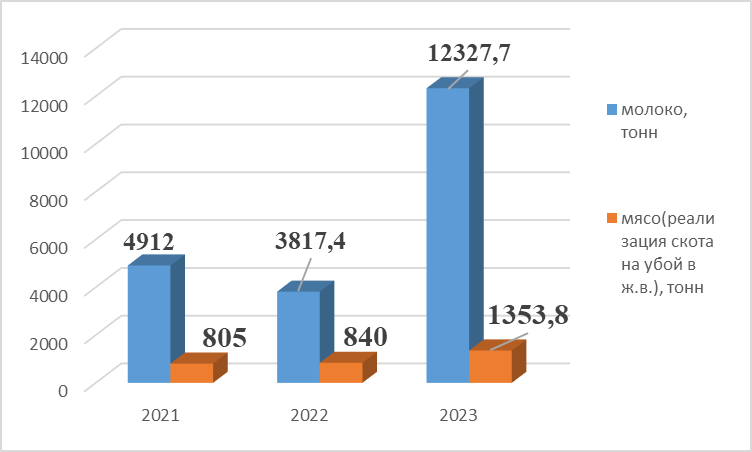 14000
12000
10000
8000
6000
4000
2000
0
4912
3817,4
12327,7
805
840
1353,8
2021
2022
2023
молоко,
тонн
мясо(реали
зация скота
на убой в
ж.в.), тонн